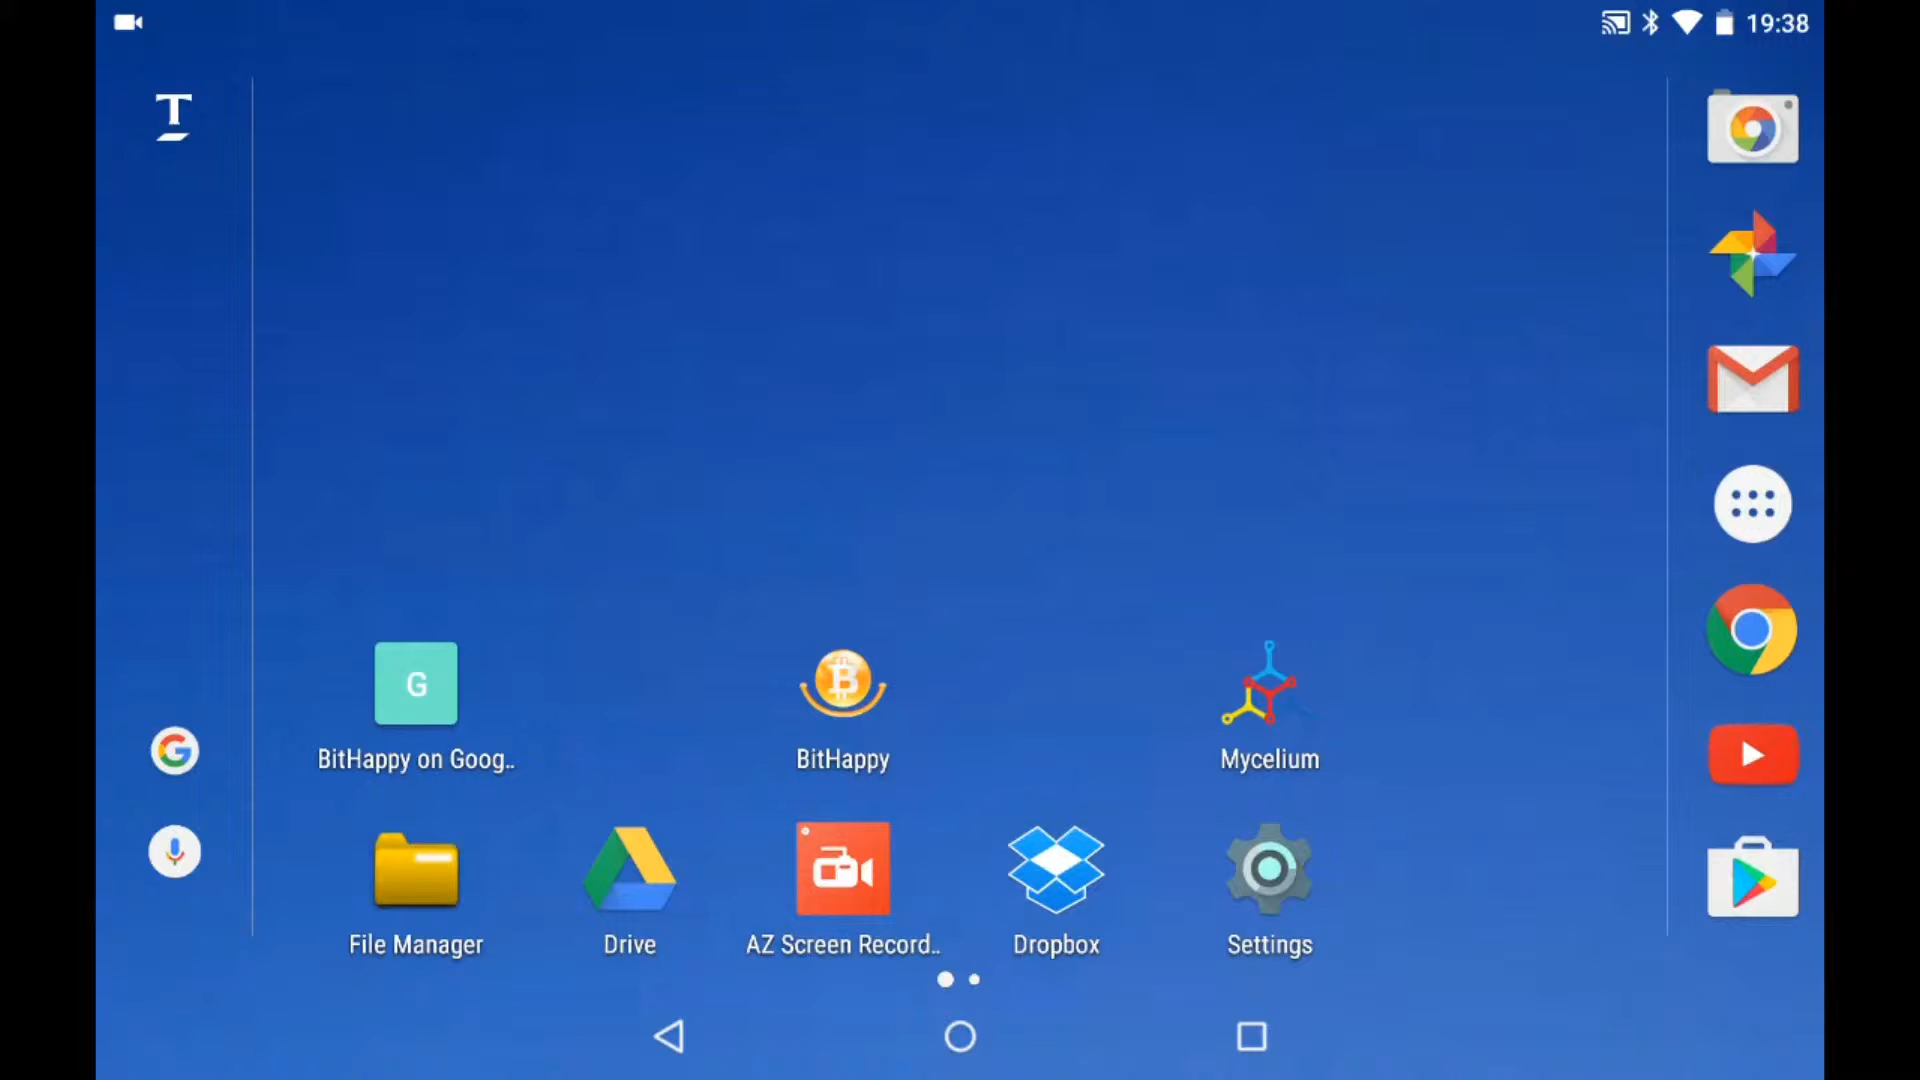 19:38
T
G
BitHappy on Goog..
BitHappy
Mycelium
File Manager
Drive
AZ Screen Record..
Dropbox
Settings